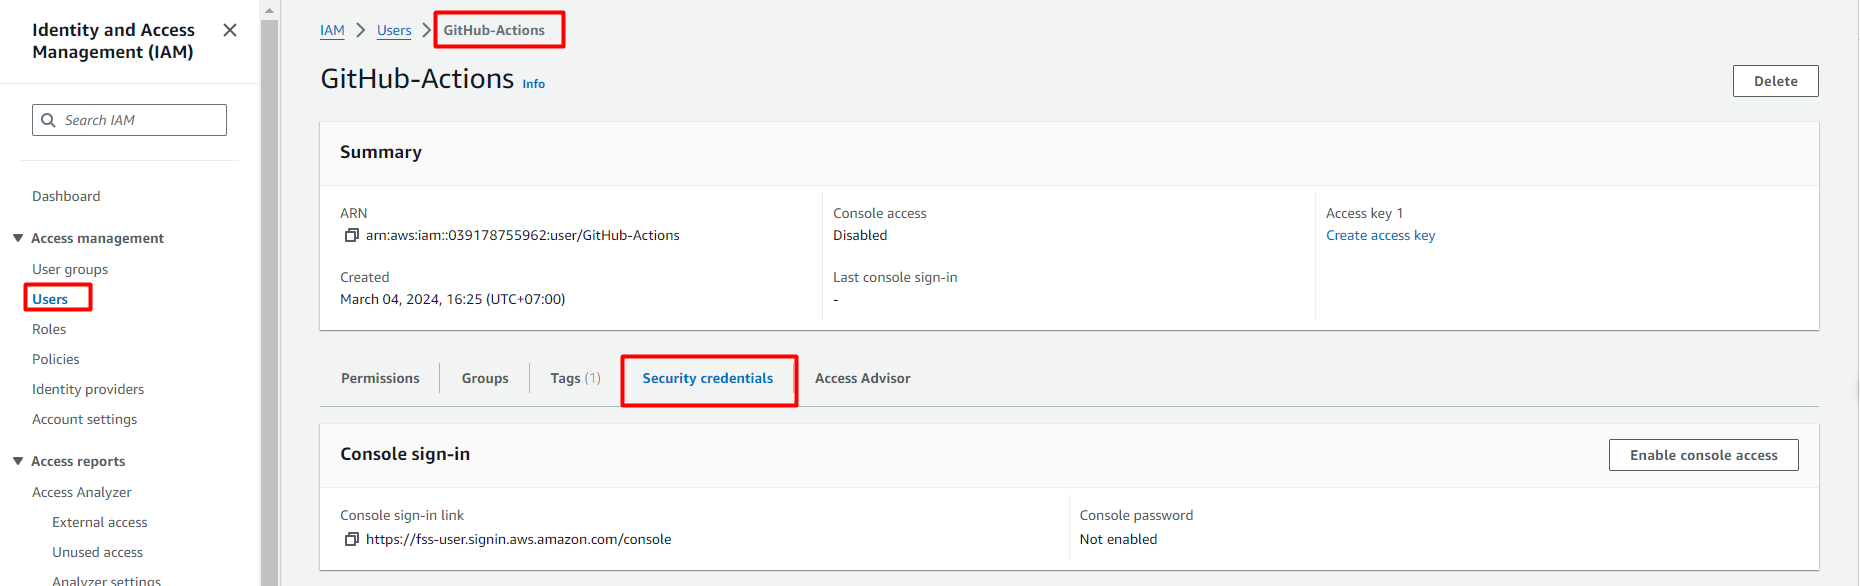 Identity and Access
Management (IAM)
Search IAM
Dashboard
Access management
User groups
Users
Roles
Policies
Identity providers
Account settings
Access reports
Access Analyzer
External access
Unused access
Analyzer settings
IAM > Users > GitHub-Actions
GitHub-Actions Info
Delete
Summary
ARN
arn:aws:iam::039178755962:user/GitHub-Actions
Created
March 04, 2024, 16:25 (UTC+07:00)
Console access
Disabled
Last console sign-in
-
Access key 1
Create access key
Permissions Groups Tags (1) Security credentials Access Advisor
Console sign-in
Enable console access
Console sign-in link
https://fss-user.signin.aws.amazon.com/console
Console password
Not enabled